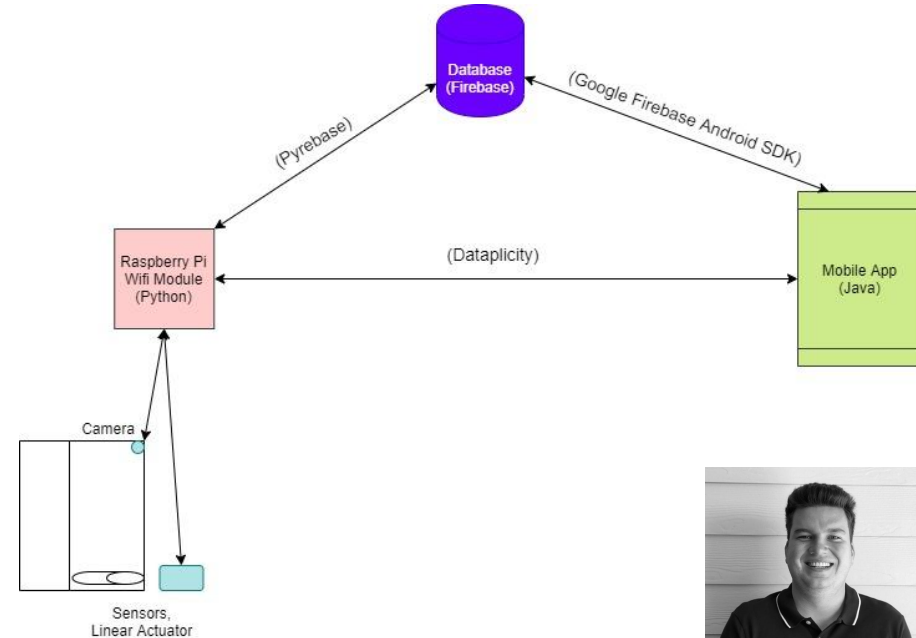 Database
(Firebase)
(Google Firebase Android SDK)
(Pyrebase)
Raspberry Pi
Wifi Module
(Python)
(Dataplicity)
Mobile App
(Java)
Camera
Sensors,
Linear Actuator